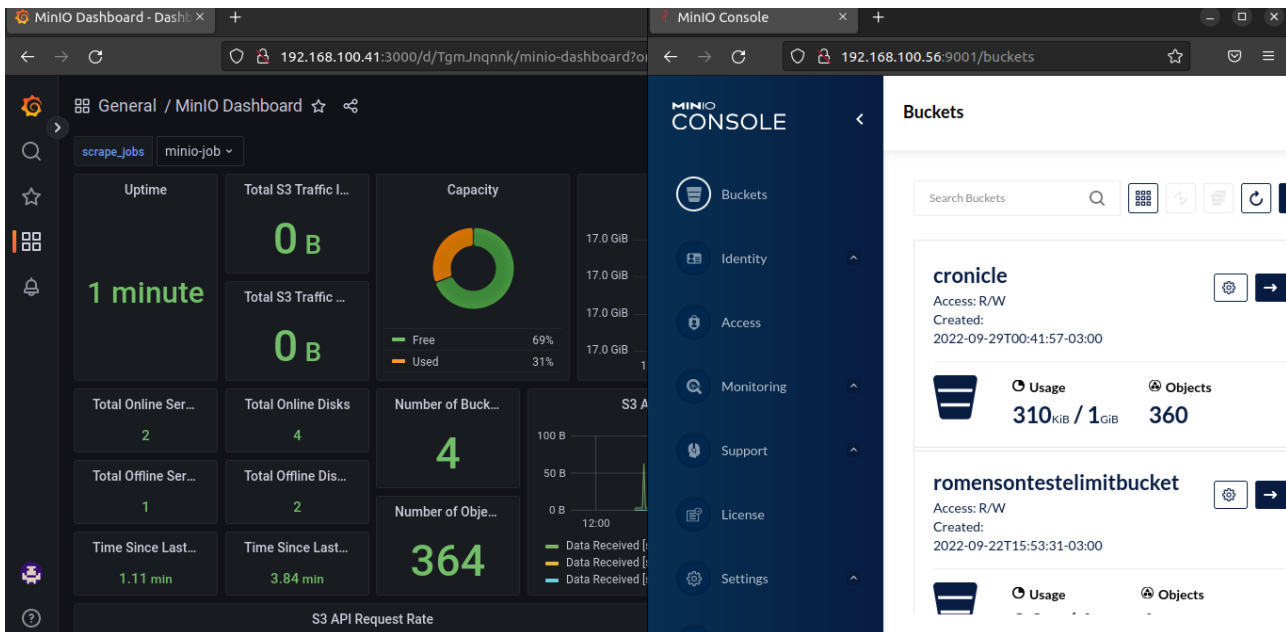 MinIO Dashboard - Dashb
192.168.100.41:3000/d/TgmJnqnnk/minio-dashboard?or
General / MinIO Dashboard
scrape_jobs minio-job
Uptime
1 minute
Total S3 Traffic I...
0 B
Total S3 Traffic ...
0 B
Capacity
Free 69%
Used 31%
17.0 GiB
17.0 GiB
17.0 GiB
17.0 GiB
1
Total Online Ser...
2
Total Online Disks
4
Number of Buck...
4
S3 A
100 B
50 B
0 B
12:00
Data Received [
Data Received [
Data Received [
Total Offline Ser...
1
Total Offline Dis...
2
Number of Obje...
364
Time Since Last...
1.11 min
Time Since Last...
3.84 min
S3 API Request Rate
MinIO Console
192.168.100.56:9001/buckets
MINIO
CONSOLE
Buckets
Identity
Access
Monitoring
Support
License
Settings
Buckets
Search Buckets
cronicle
Access: R/W
Created:
2022-09-29T00:41:57-03:00
Usage
310KiB / 1GiB
Objects
360
romensontestelimitbucket
Access: R/W
Created:
2022-09-22T15:53:31-03:00
Usage
Objects